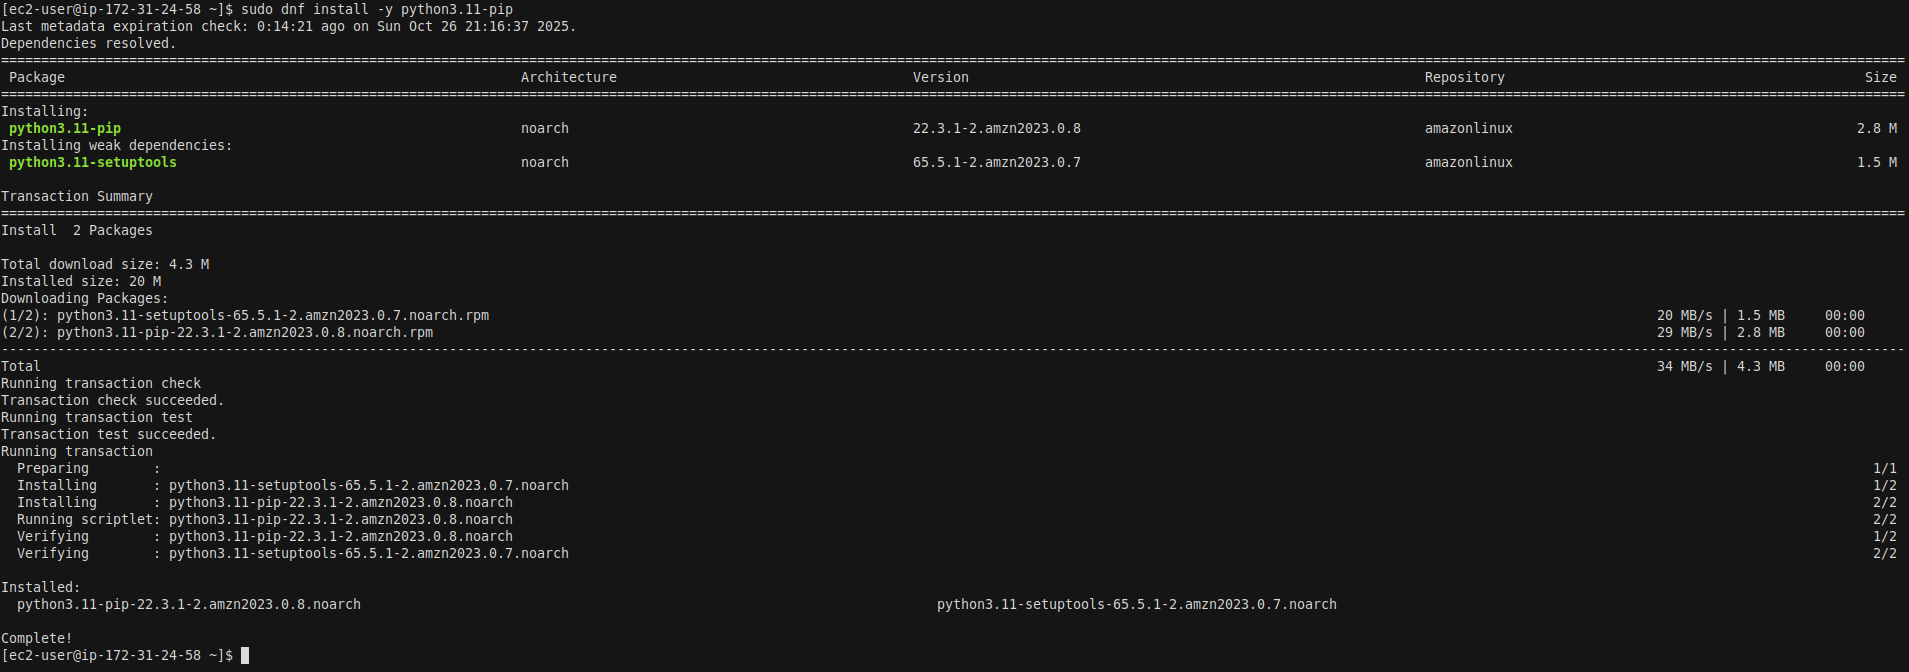 [ec2-user@ip-172-31-24-58 ~]$ sudo dnf install -y python3.11-pip
Last metadata expiration check: 0:14:21 ago on Sun Oct 26 21:16:37 2025.
Dependencies resolved.
================================================================================
Package Architecture Version Repository Size
================================================================================
Installing:
python3.11-pip noarch 22.3.1-2.amzn2023.0.8 amazonlinux 2.8 M
Installing weak dependencies:
python3.11-setuptools noarch 65.5.1-2.amzn2023.0.7 amazonlinux 1.5 M
Transaction Summary
================================================================================
Install  2 Packages
Total download size: 4.3 M
Installed size: 20 M
Downloading Packages:
(1/2): python3.11-setuptools-65.5.1-2.amzn2023.0.7.noarch.rpm 20 MB/s | 1.5 MB 00:00
(2/2): python3.11-pip-22.3.1-2.amzn2023.0.8.noarch.rpm 29 MB/s | 2.8 MB 00:00
--------------------------------------------------------------------------------
Total 34 MB/s | 4.3 MB 00:00
Running transaction check
Transaction check succeeded.
Running transaction test
Transaction test succeeded.
Running transaction
Preparing : 1/1
Installing : python3.11-setuptools-65.5.1-2.amzn2023.0.7.noarch 1/2
Installing : python3.11-pip-22.3.1-2.amzn2023.0.8.noarch 2/2
Running scriptlet: python3.11-pip-22.3.1-2.amzn2023.0.8.noarch 2/2
Verifying : python3.11-pip-22.3.1-2.amzn2023.0.8.noarch 1/2
Verifying : python3.11-setuptools-65.5.1-2.amzn2023.0.7.noarch 2/2
Installed:
python3.11-pip-22.3.1-2.amzn2023.0.8.noarch python3.11-setuptools-65.5.1-2.amzn2023.0.7.noarch
Complete!
[ec2-user@ip-172-31-24-58 ~]$